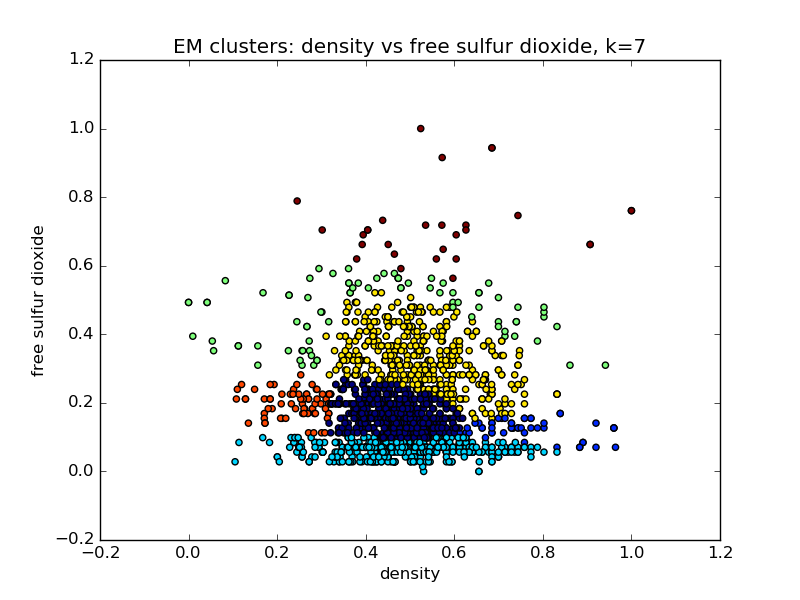 EM clusters: density vs free sulfur dioxide, k=7
1.2
1.0
0.8
0.6
0.4
0.2
0.0
−0.2
free sulfur dioxide
−0.2 0.0 0.2 0.4 0.6 0.8 1.0 1.2
density